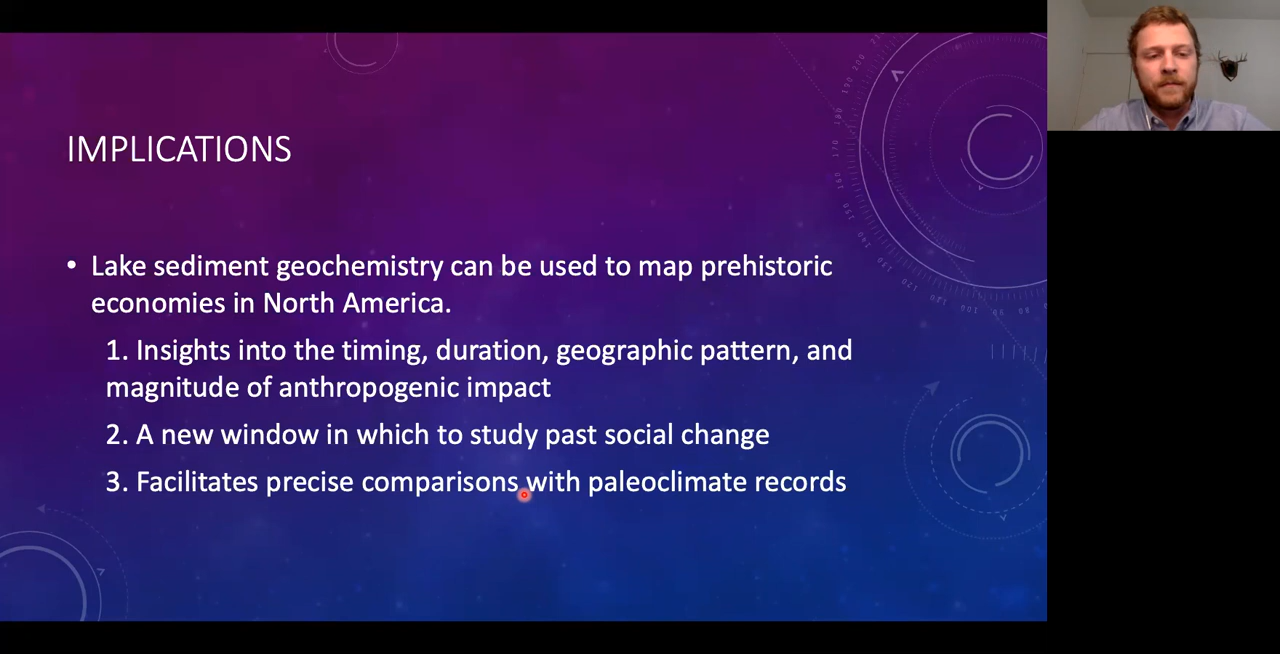 IMPLICATIONS
• Lake sediment geochemistry can be used to map prehistoric
economies in North America.
1. Insights into the timing, duration, geographic pattern, and
magnitude of anthropogenic impact
2. A new window in which to study past social change
3. Facilitates precise comparisons with paleoclimate records